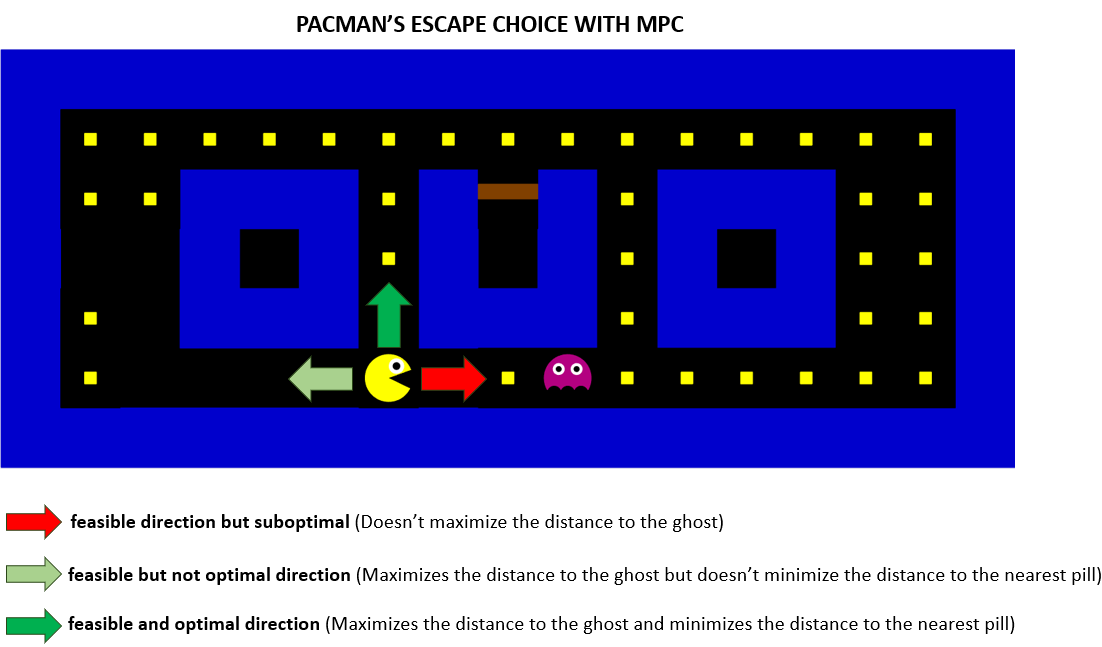 PACMAN’S ESCAPE CHOICE WITH MPC
feasible direction but suboptimal (Doesn’t maximize the distance to the ghost)
feasible but not optimal direction (Maximizes the distance to the ghost but doesn’t minimize the distance to the nearest pill)
feasible and optimal direction (Maximizes the distance to the ghost and minimizes the distance to the nearest pill)